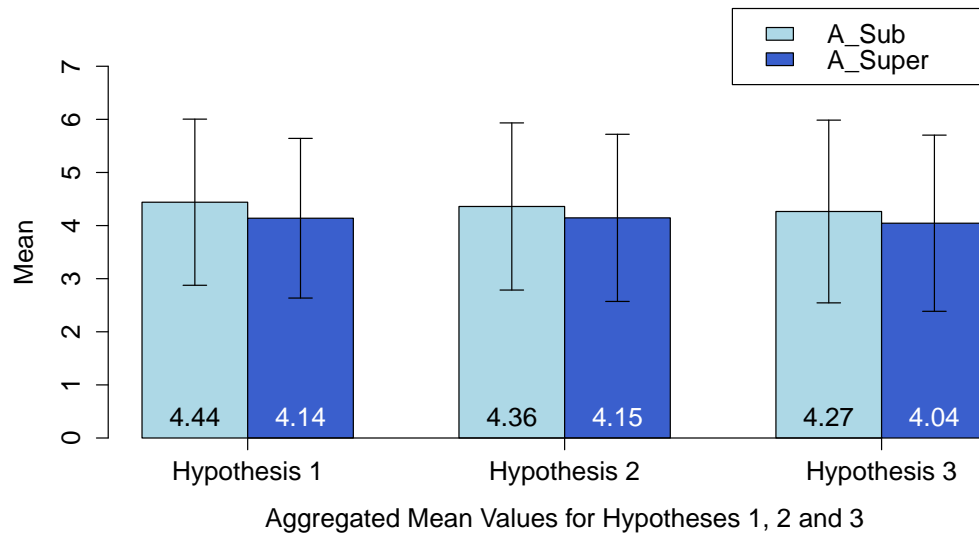 A_Sub
A_Super
7
6
5
4
3
2
1
0
Mean
4.44 4.14 4.36 4.15 4.27 4.04
Hypothesis 1 Hypothesis 2 Hypothesis 3
Aggregated Mean Values for Hypotheses 1, 2 and 3